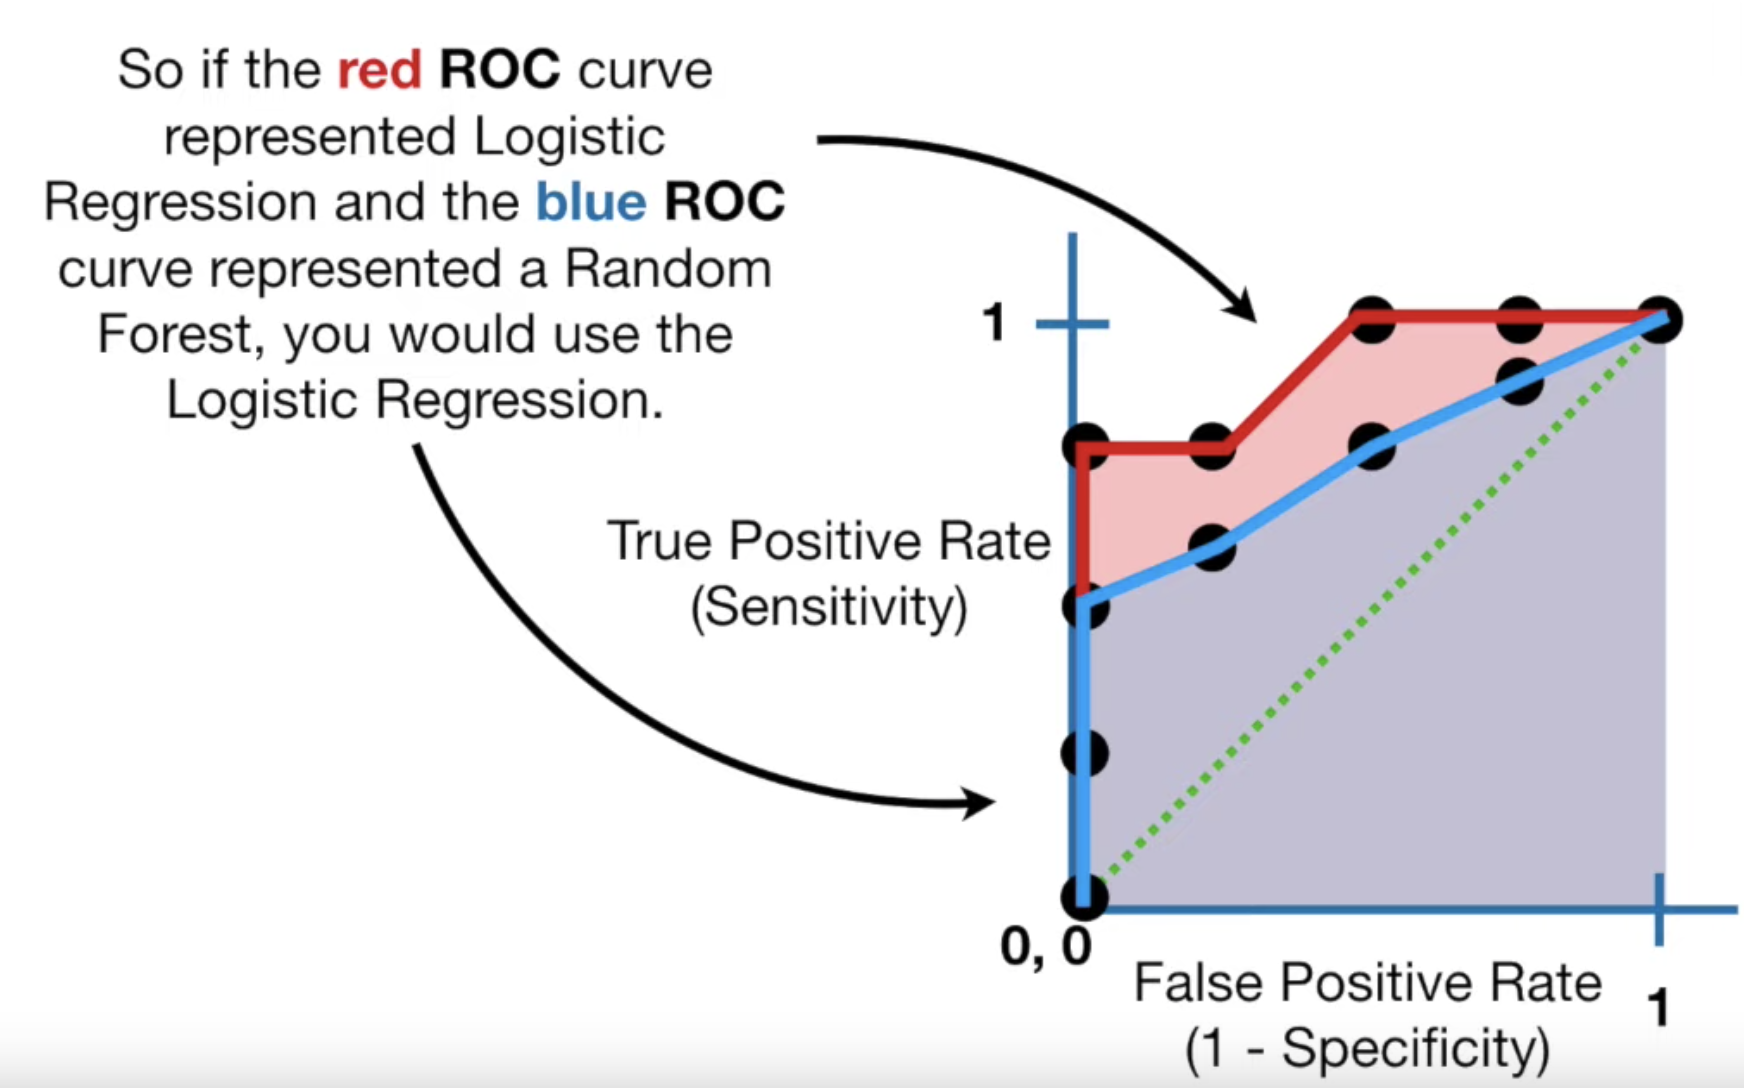 So if the red ROC curve
represented Logistic
Regression and the blue ROC
curve represented a Random
Forest, you would use the
Logistic Regression.
1
True Positive Rate
(Sensitivity)
0, 0
False Positive Rate
(1 - Specificity)
1